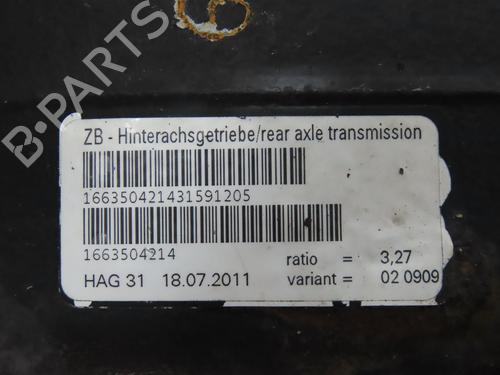 B PARTS
ZB - Hinterachsgetriebe/rear axle transmission
166350421431591205
1663504214
ratio = 3,27
HAG 31 18.07.2011 variant = 02 0909